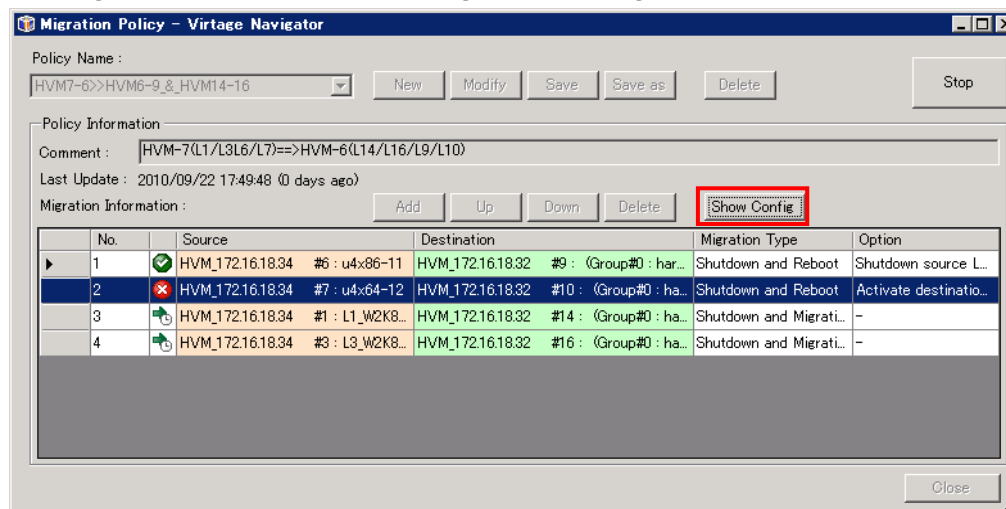 Migration Policy - Virtage Navigator
Policy Name :
HVM7-6>>HVM6-9_&_HVM14-16 New Modify Save Save as Delete Stop
Policy Information
Comment : HVM-7(L1/L3L6/L7)==>HVM-6(L14/L16/L9/L10)
Last Update : 2010/09/22 17:49:48 (0 days ago)
Migration Information : Add Up Down Delete Show Config
No. Source Destination Migration Type Option
1 HVM_172.16.18.34 #6 : u4x86-11 HVM_172.16.18.32 #9 : (Group#0 : har... Shutdown and Reboot Shutdown source L...
2 HVM_172.16.18.34 #7 : u4x64-12 HVM_172.16.18.32 #10 : (Group#0 : ha... Shutdown and Reboot Activate destinatio...
3 HVM_172.16.18.34 #1 : L1_W2K8... HVM_172.16.18.32 #14 : (Group#0 : ha... Shutdown and Migrati... -
4 HVM_172.16.18.34 #3 : L3_W2K8... HVM_172.16.18.32 #16 : (Group#0 : ha... Shutdown and Migrati... -
Close